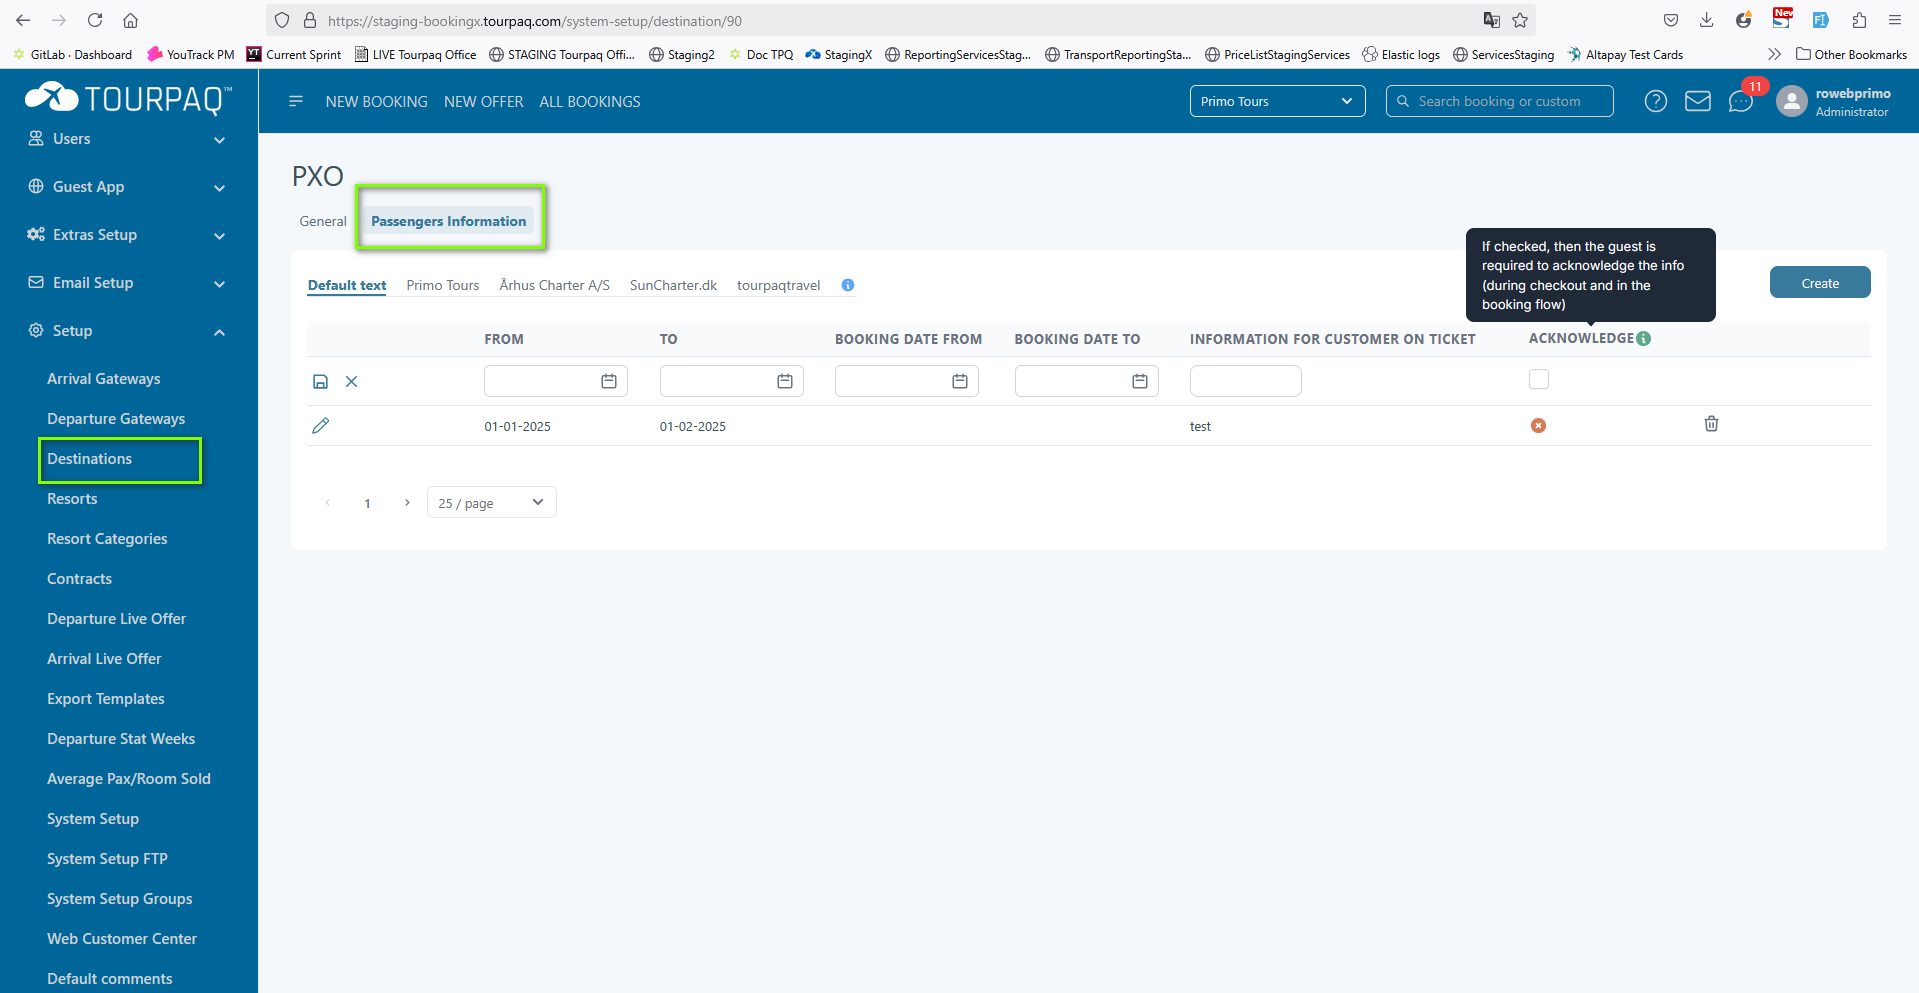 https://staging-bookingx.tourpaq.com/system-setup/destination/90
New
GitLab · Dashboard YouTrack PM YT Current Sprint LIVE Tourpaq Office STAGING Tourpaq Offi... Staging2 Doc TPQ StagingX ReportingServicesStag... TransportReportingSta... PriceListStagingServices Elastic logs ServicesStaging Altapay Test Cards Other Bookmarks
TOURPAQ™
NEW BOOKING NEW OFFER ALL BOOKINGS
Primo Tours
Search booking or custom
11
rowebprimo
Administrator
Users
Guest App
Extras Setup
Email Setup
Setup
Arrival Gateways
Departure Gateways
Destinations
Resorts
Resort Categories
Contracts
Departure Live Offer
Arrival Live Offer
Export Templates
Departure Stat Weeks
Average Pax/Room Sold
System Setup
System Setup FTP
System Setup Groups
Web Customer Center
Default comments
PXO
General Passengers Information
If checked, then the guest is
required to acknowledge the info
(during checkout and in the
booking flow)
Default text Primo Tours Århus Charter A/S SunCharter.dk tourpaqtravel
Create
FROM TO BOOKING DATE FROM BOOKING DATE TO INFORMATION FOR CUSTOMER ON TICKET ACKNOWLEDGE
01-01-2025 01-02-2025 test
1 25 / page